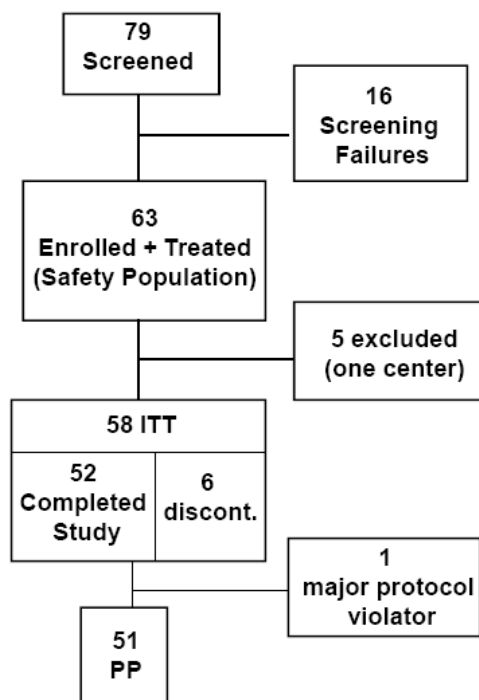 79
Screened
16
Screening
Failures
63
Enrolled + Treated
(Safety Population)
5 excluded
(one center)
58 ITT
52
Completed
Study
6
discont.
1
major protocol
violator
51
PP